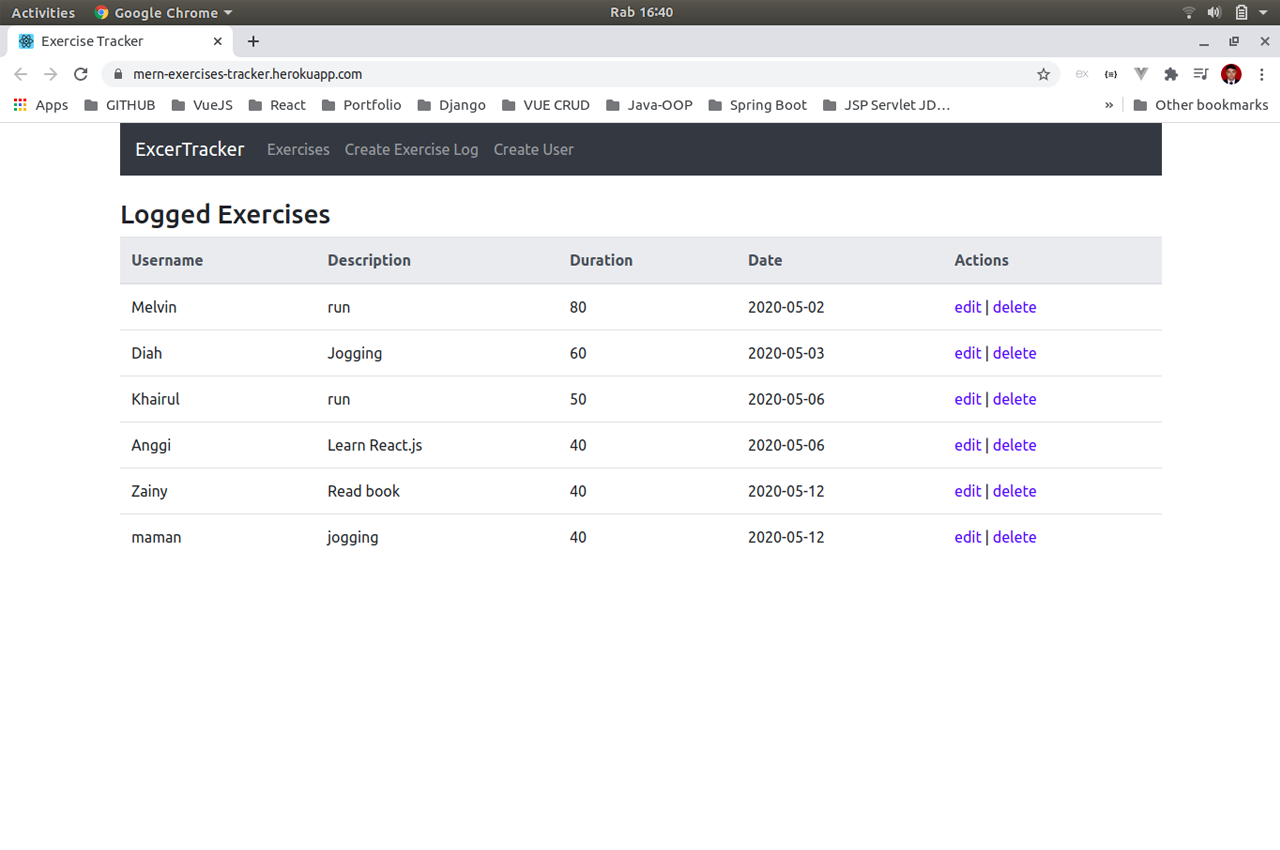 Activities Google Chrome Rab 16:40
Exercise Tracker
mern-exercises-tracker.herokuapp.com
Apps GITHUB VueJS React Portfolio Django VUE CRUD Java-OOP Spring Boot JSP Servlet JD... » Other bookmarks
ExcerTracker Exercises Create Exercise Log Create User
Logged Exercises
Username Description Duration Date Actions
Melvin run 80 2020-05-02 edit | delete
Diah Jogging 60 2020-05-03 edit | delete
Khairul run 50 2020-05-06 edit | delete
Anggi Learn React.js 40 2020-05-06 edit | delete
Zainy Read book 40 2020-05-12 edit | delete
maman jogging 40 2020-05-12 edit | delete